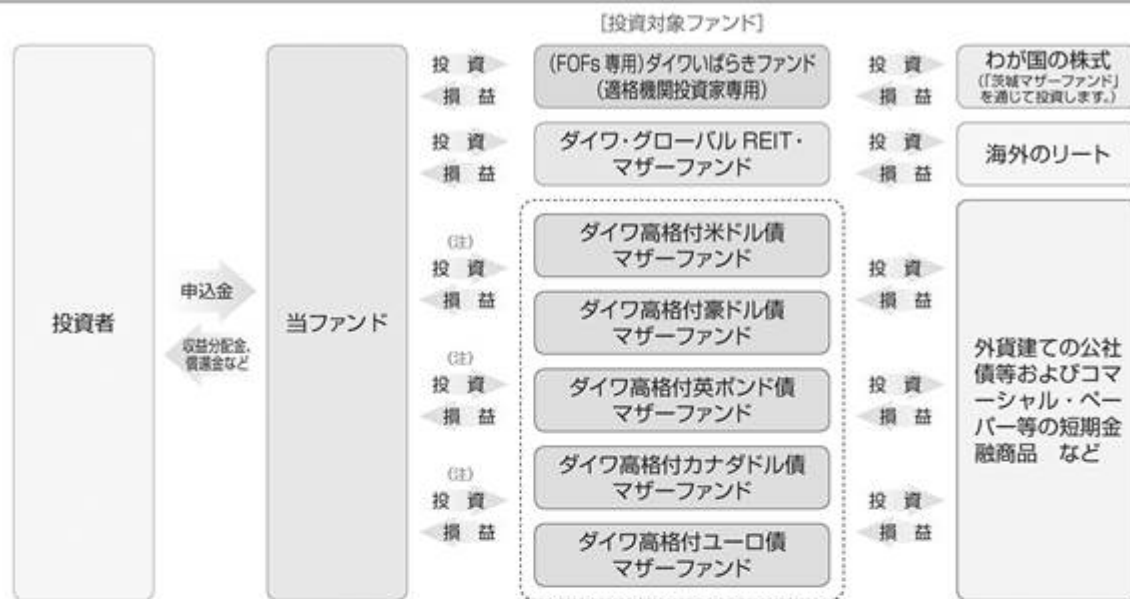 [投資対象ファンド]
投資者
申込金
収益分配金、
償還金など
当ファンド
投 資
損 益
(FOFs 専用)ダイワいばらきファンド
(適格機関投資家専用)
投 資
損 益
わが国の株式
(「茨城マザーファンド」
を通じて投資します。)
投 資
損 益
ダイワ・グローバル REIT・
マザーファンド
投 資
損 益
海外のリート
(注)
投 資
損 益
ダイワ高格付米ドル債
マザーファンド
ダイワ高格付豪ドル債
マザーファンド
投 資
損 益
(注)
投 資
損 益
ダイワ高格付英ポンド債
マザーファンド
投 資
損 益
(注)
投 資
損 益
ダイワ高格付カナダドル債
マザーファンド
ダイワ高格付ユーロ債
マザーファンド
投 資
損 益
外貨建ての公社
債等およびコマ
ーシャル・ペー
パー等の短期金
融商品 など